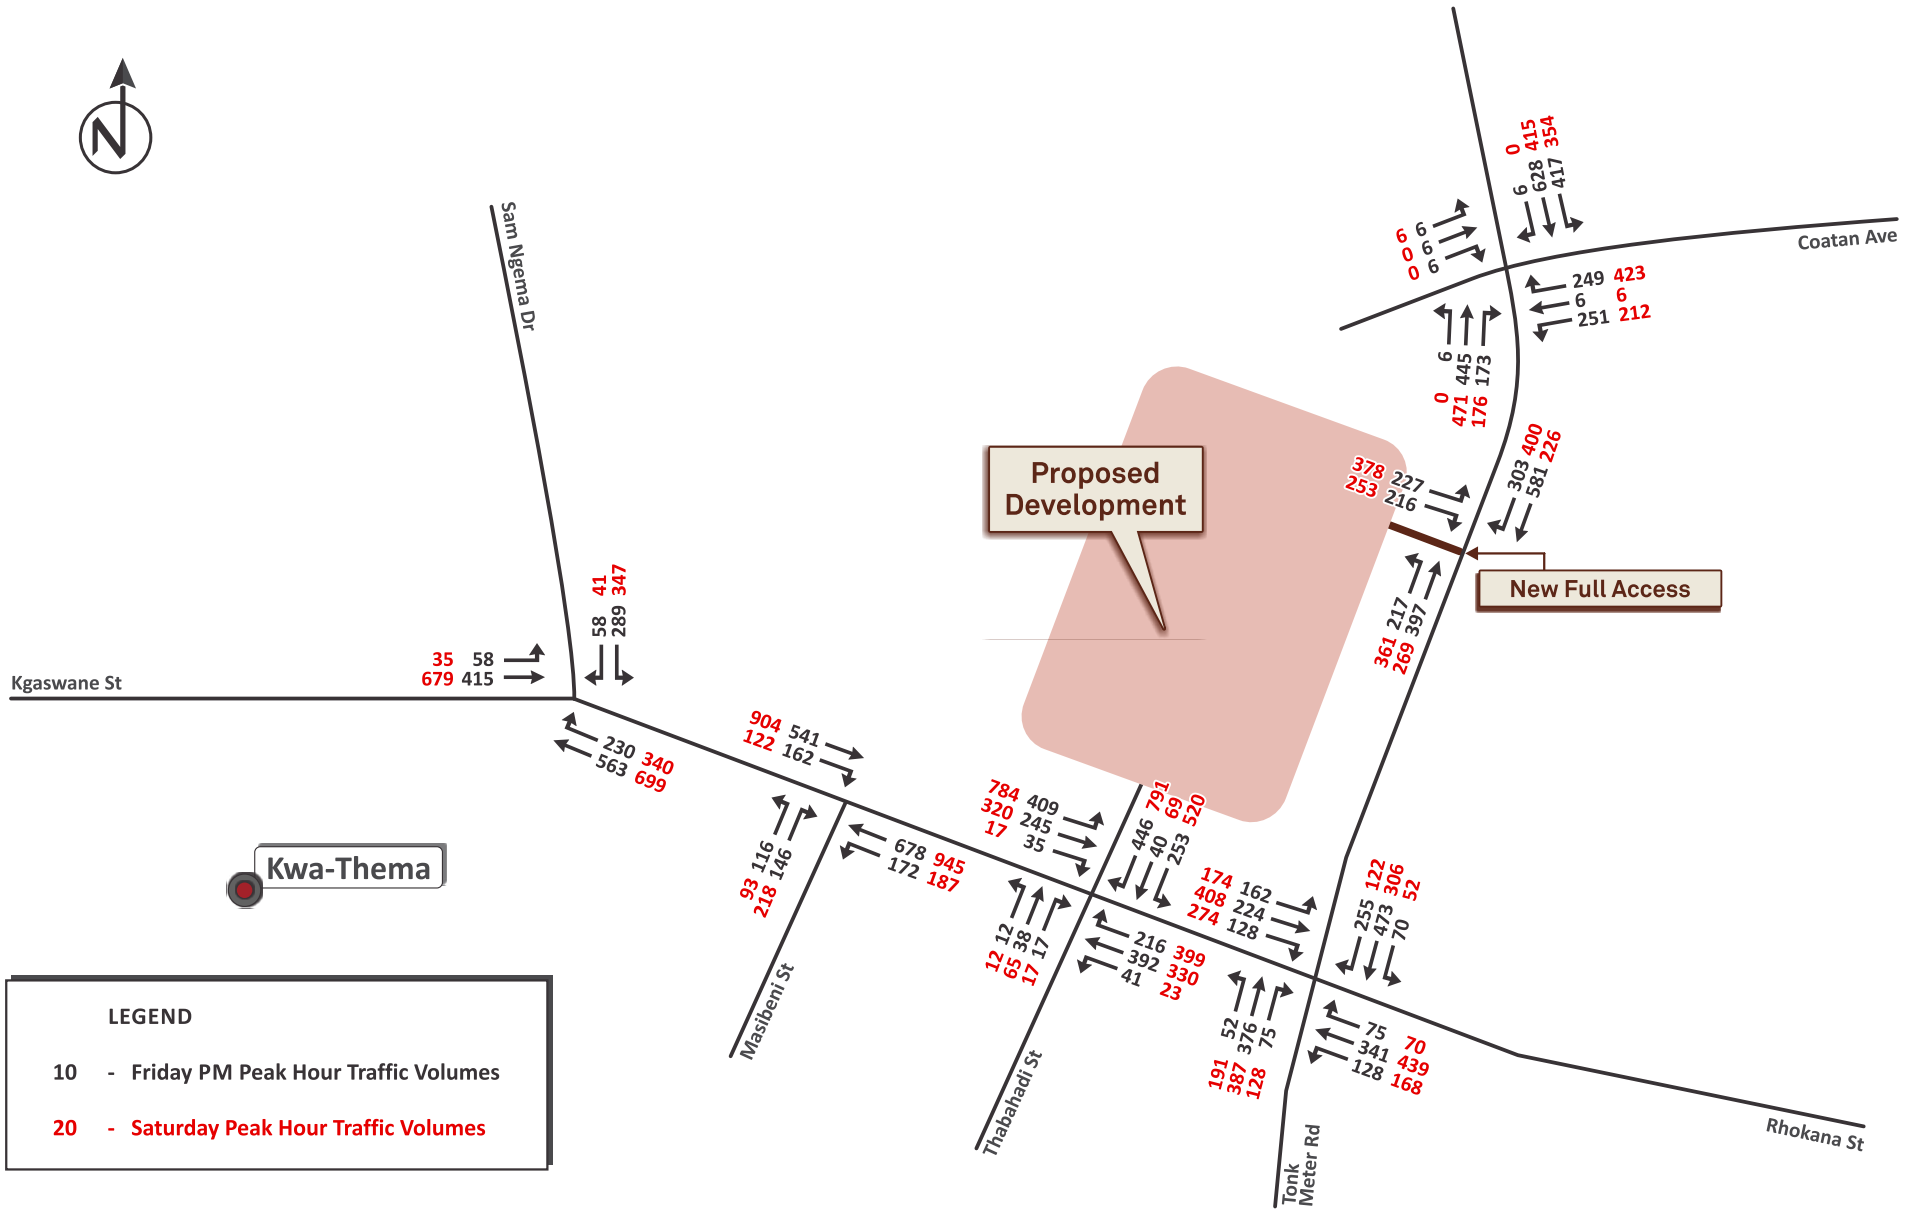 N
Sam Ngema Dr
Coatan Ave
0 415 354
6 628 417
6 6
0 6
0 6
249 423
6 6
251 212
6 445 173
0 471 176
303 400
581 226
378 227
253 216
Proposed
Development
New Full Access
361 217
269 397
41 347
58 289
35 58
679 415
Kgaswane St
230 340
563 699
904 541
122 162
93 116
218 146
678 945
172 187
Masibeni St
784 409
320 245
17 35
446 791
40 69
253 520
12 12
65 38
17 17
216 399
392 330
41 23
Thabahadi St
174 162
408 224
274 128
122 306 52
255 473 70
52 376 75
191 387 128
75 70
341 439
128 168
Tonk
Meter Rd
Rhokana St
Kwa-Thema
LEGEND
10 - Friday PM Peak Hour Traffic Volumes
20 - Saturday Peak Hour Traffic Volumes